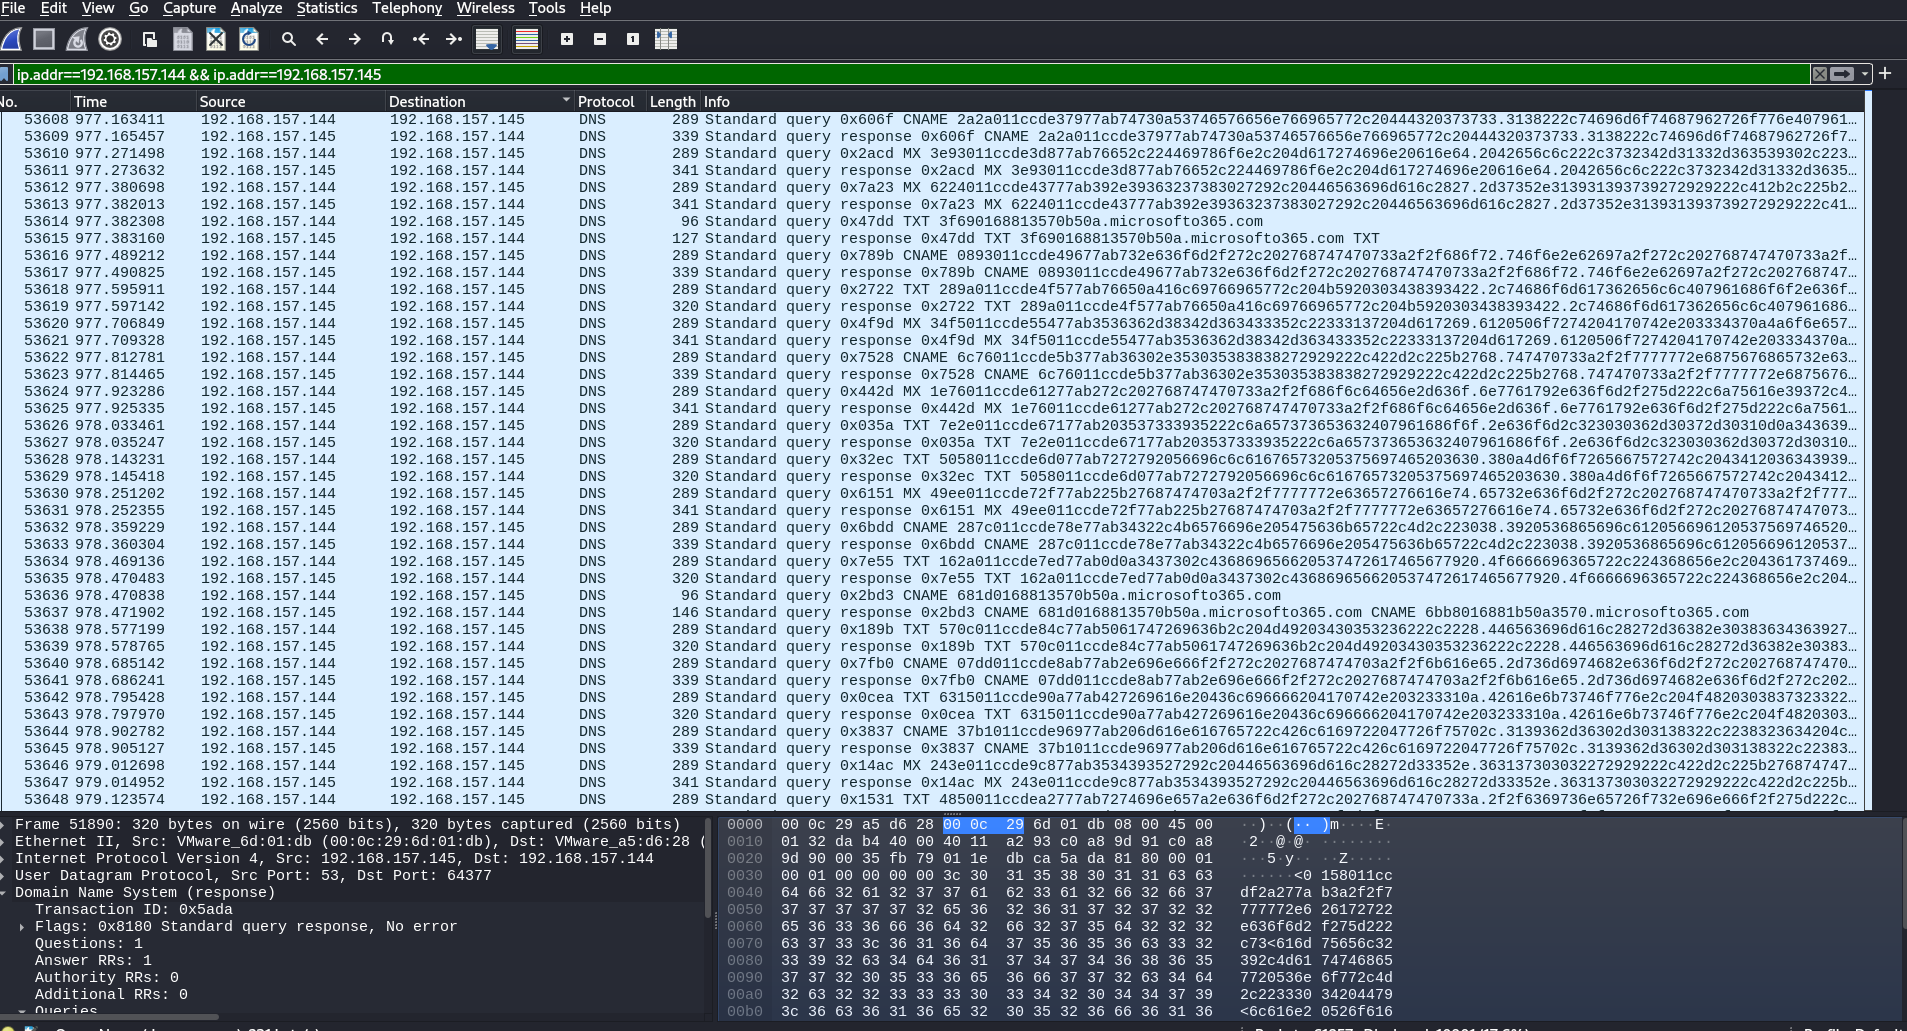 File Edit View Go Capture Analyze Statistics Telephony Wireless Tools Help
ip.addr==192.168.157.144 && ip.addr==192.168.157.145
No. Time Source Destination Protocol Length Info
53608 977.163411 192.168.157.144 192.168.157.145 DNS 289 Standard query 0x606f CNAME 2a2a011ccde37977ab74730a53746576656e766965772c20444320373733.3138222c74696d6f74687962726f776e407961…
53609 977.165457 192.168.157.145 192.168.157.144 DNS 339 Standard query response 0x606f CNAME 2a2a011ccde37977ab74730a53746576656e766965772c20444320373733.3138222c74696d6f74687962726f7…
53610 977.271498 192.168.157.144 192.168.157.145 DNS 289 Standard query 0x2acd MX 3e93011ccde3d877ab76652c224469786f6e2c204d617274696e20616e64.2042656c6c222c3732342d31332d363539302c223…
53611 977.273632 192.168.157.145 192.168.157.144 DNS 341 Standard query response 0x2acd MX 3e93011ccde3d877ab76652c224469786f6e2c204d617274696e20616e64.2042656c6c222c3732342d31332d3635…
53612 977.380698 192.168.157.144 192.168.157.145 DNS 289 Standard query 0x7a23 MX 6224011ccde43777ab392e39363237383027292c20446563696d616c2827.2d37352e313931393739272929222c412b2c225b2…
53613 977.382013 192.168.157.145 192.168.157.144 DNS 341 Standard query response 0x7a23 MX 6224011ccde43777ab392e39363237383027292c20446563696d616c2827.2d37352e313931393739272929222c41…
53614 977.382308 192.168.157.144 192.168.157.145 DNS 96 Standard query 0x47dd TXT 3f690168813570b50a.microsofto365.com
53615 977.383160 192.168.157.145 192.168.157.144 DNS 127 Standard query response 0x47dd TXT 3f690168813570b50a.microsofto365.com TXT
53616 977.489212 192.168.157.144 192.168.157.145 DNS 289 Standard query 0x789b CNAME 0893011ccde49677ab732e636f6d2f272c202768747470733a2f2f686f72.746f6e2e62697a2f272c202768747470733a2f…
53617 977.490825 192.168.157.145 192.168.157.144 DNS 339 Standard query response 0x789b CNAME 0893011ccde49677ab732e636f6d2f272c202768747470733a2f2f686f72.746f6e2e62697a2f272c202768747…
53618 977.595911 192.168.157.144 192.168.157.145 DNS 289 Standard query 0x2722 TXT 289a011ccde4f577ab76650a416c69766965772c204b5920303438393422.2c74686f6d617362656c6c407961686f6f2e636f…
53619 977.597142 192.168.157.145 192.168.157.144 DNS 320 Standard query response 0x2722 TXT 289a011ccde4f577ab76650a416c69766965772c204b5920303438393422.2c74686f6d617362656c6c407961686…
53620 977.706849 192.168.157.144 192.168.157.145 DNS 289 Standard query 0x4f9d MX 34f5011ccde55477ab3536362d38342d363433352c22333137204d617269.6120506f7274204170742e203334370a4a6f6e657…
53621 977.709328 192.168.157.145 192.168.157.144 DNS 341 Standard query response 0x4f9d MX 34f5011ccde55477ab3536362d38342d363433352c22333137204d617269.6120506f7274204170742e203334370a…
53622 977.812781 192.168.157.144 192.168.157.145 DNS 289 Standard query 0x7528 CNAME 6c76011ccde5b377ab36302e353035383838272929222c422d2c225b2768.747470733a2f2f7777772e6875676865732e63…
53623 977.814465 192.168.157.145 192.168.157.144 DNS 339 Standard query response 0x7528 CNAME 6c76011ccde5b377ab36302e353035383838272929222c422d2c225b2768.747470733a2f2f7777772e6875676…
53624 977.923286 192.168.157.144 192.168.157.145 DNS 289 Standard query 0x442d MX 1e76011ccde61277ab272c202768747470733a2f2f686f6c64656e2d636f.6e7761792e636f6d2f275d222c6a75616e39372c4…
53625 977.925335 192.168.157.145 192.168.157.144 DNS 341 Standard query response 0x442d MX 1e76011ccde61277ab272c202768747470733a2f2f686f6c64656e2d636f.6e7761792e636f6d2f275d222c6a7561…
53626 978.033461 192.168.157.144 192.168.157.145 DNS 289 Standard query 0x035a TXT 7e2e011ccde67177ab203537333935222c6a6573736563632407961686f6f.2e636f6d2c323030362d30372d30310d0a343639…
53627 978.035247 192.168.157.145 192.168.157.144 DNS 320 Standard query response 0x035a TXT 7e2e011ccde67177ab203537333935222c6a6573736563632407961686f6f.2e636f6d2c323030362d30372d30310…
53628 978.143231 192.168.157.144 192.168.157.145 DNS 289 Standard query 0x32ec TXT 5058011ccde6d077ab7272792056696c6c61676573205375697465203630.380a4d6f6f7265667572742c2043412036343939…
53629 978.145418 192.168.157.145 192.168.157.144 DNS 320 Standard query response 0x32ec TXT 5058011ccde6d077ab7272792056696c6c61676573205375697465203630.380a4d6f6f7265667572742c2043412…
53630 978.251202 192.168.157.144 192.168.157.145 DNS 289 Standard query 0x6151 MX 49ee011ccde72f77ab225b27687474703a2f2f7777772e63657276616e74.65732e636f6d2f272c202768747470733a2f2f777…
53631 978.252355 192.168.157.145 192.168.157.144 DNS 341 Standard query response 0x6151 MX 49ee011ccde72f77ab225b27687474703a2f2f7777772e63657276616e74.65732e636f6d2f272c20276874747073…
53632 978.359229 192.168.157.144 192.168.157.145 DNS 289 Standard query 0x6bdd CNAME 287c011ccde78e77ab34322c4b6576696e205475636b65722c4d2c223038.3920536865696c612056696120537569746520…
53633 978.360304 192.168.157.145 192.168.157.144 DNS 339 Standard query response 0x6bdd CNAME 287c011ccde78e77ab34322c4b6576696e205475636b65722c4d2c223038.3920536865696c612056696120537…
53634 978.469136 192.168.157.144 192.168.157.145 DNS 289 Standard query 0x7e55 TXT 162a011ccde7ed77ab0d0a3437302c436869656620537472617465677920.4f6666696365722c224368656e2c204361737469…
53635 978.470483 192.168.157.145 192.168.157.144 DNS 320 Standard query response 0x7e55 TXT 162a011ccde7ed77ab0d0a3437302c436869656620537472617465677920.4f6666696365722c224368656e2c204…
53636 978.470838 192.168.157.144 192.168.157.145 DNS 96 Standard query 0x2bd3 CNAME 681d0168813570b50a.microsofto365.com
53637 978.471902 192.168.157.145 192.168.157.144 DNS 146 Standard query response 0x2bd3 CNAME 681d0168813570b50a.microsofto365.com CNAME 6bb8016881b50a3570.microsofto365.com
53638 978.577199 192.168.157.144 192.168.157.145 DNS 289 Standard query 0x189b TXT 570c011ccde84c77ab5061747269636b2c204d49203430353236222c2228.446563696d616c28272d36382e30383634363927…
53639 978.578765 192.168.157.145 192.168.157.144 DNS 320 Standard query response 0x189b TXT 570c011ccde84c77ab5061747269636b2c204d49203430353236222c2228.446563696d616c28272d36382e30383…
53640 978.685142 192.168.157.144 192.168.157.145 DNS 289 Standard query 0x7fb0 CNAME 07dd011ccde8ab77ab2e696e666f2f272c2027687474703a2f2f6b616e65.2d736d6974682e636f6d2f272c202768747470…
53641 978.686241 192.168.157.145 192.168.157.144 DNS 339 Standard query response 0x7fb0 CNAME 07dd011ccde8ab77ab2e696e666f2f272c2027687474703a2f2f6b616e65.2d736d6974682e636f6d2f272c202…
53642 978.795428 192.168.157.144 192.168.157.145 DNS 289 Standard query 0x0cea TXT 6315011ccde90a77ab427269616e20436c696666204170742e203233310a.42616e6b73746f776e2c204f48203038373233​22…
53643 978.797970 192.168.157.145 192.168.157.144 DNS 320 Standard query response 0x0cea TXT 6315011ccde90a77ab427269616e20436c696666204170742e203233310a.42616e6b73746f776e2c204f4820303…
53644 978.902782 192.168.157.144 192.168.157.145 DNS 289 Standard query 0x3837 CNAME 37b1011ccde96977ab206d616e616765722c426c6169722047726f75702c.3139362d36302d303138322c2238323634204c…
53645 978.905127 192.168.157.145 192.168.157.144 DNS 339 Standard query response 0x3837 CNAME 37b1011ccde96977ab206d616e616765722c426c6169722047726f75702c.3139362d36302d303138322c22383…
53646 979.012698 192.168.157.144 192.168.157.145 DNS 289 Standard query 0x14ac MX 243e011ccde9c877ab3534393527292c20446563696d616c28272d33352e.363137303032272929222c422d2c225b276874747…
53647 979.014952 192.168.157.145 192.168.157.144 DNS 341 Standard query response 0x14ac MX 243e011ccde9c877ab3534393527292c20446563696d616c28272d33352e.363137303032272929222c422d2c225b…
53648 979.123574 192.168.157.144 192.168.157.145 DNS 289 Standard query 0x1531 TXT 4850011ccdea2777ab7274696e657a2e636f6d2f272c2027687474703a.2f2f636973636f6f65726f732e696e666f2f275d222c…
Frame 51890: 320 bytes on wire (2560 bits), 320 bytes captured (2560 bits)
Ethernet II, Src: VMware_6d:01:db (00:0c:29:6d:01:db), Dst: VMware_a5:d6:28 (
Internet Protocol Version 4, Src: 192.168.157.145, Dst: 192.168.157.144
User Datagram Protocol, Src Port: 53, Dst Port: 64377
Domain Name System (response)
Transaction ID: 0x5ada
Flags: 0x8180 Standard query response, No error
Questions: 1
Answer RRs: 1
Authority RRs: 0
Additional RRs: 0
Queries
0000 00 0c 29 a5 d6 28 00 0c 29 6d 01 db 08 00 45 00 ··)··(·· )m····E·
0010 01 32 da b4 40 00 40 11 a2 93 c0 a8 9d 91 c0 a8 ·2··@·@· ········
0020 9d 90 00 35 fb 79 01 1e db ca 5a da 81 80 00 01 ···5·y·· ··Z·····
0030 00 01 00 00 00 00 3c 30 31 35 38 30 31 31 63 63 ······<0 158011cc
0040 64 66 32 61 32 37 37 61 62 33 61 32 66 32 66 37 df2a277a b3a2f2f7
0050 37 37 37 37 37 32 65 36 32 36 31 37 32 37 32 32 777772e6 26172722
0060 65 36 33 36 66 36 64 32 66 32 37 35 64 32 32 32 e636f6d2 f275d222
0070 63 37 33 3c 36 31 36 64 37 35 36 35 36 63 33 32 c73<616d 75656c32
0080 33 39 32 63 34 64 36 31 37 34 37 34 36 38 36 35 392c4d61 74746865
0090 37 37 32 30 35 33 36 65 36 66 37 37 32 63 34 64 7720536e 6f772c4d
00a0 32 63 32 32 33 33 33 30 33 34 32 30 34 34 37 39 2c223330 34204479
00b0 3c 36 63 36 31 36 65 32 30 35 32 36 66 36 31 36 <6c616e2 0526f616